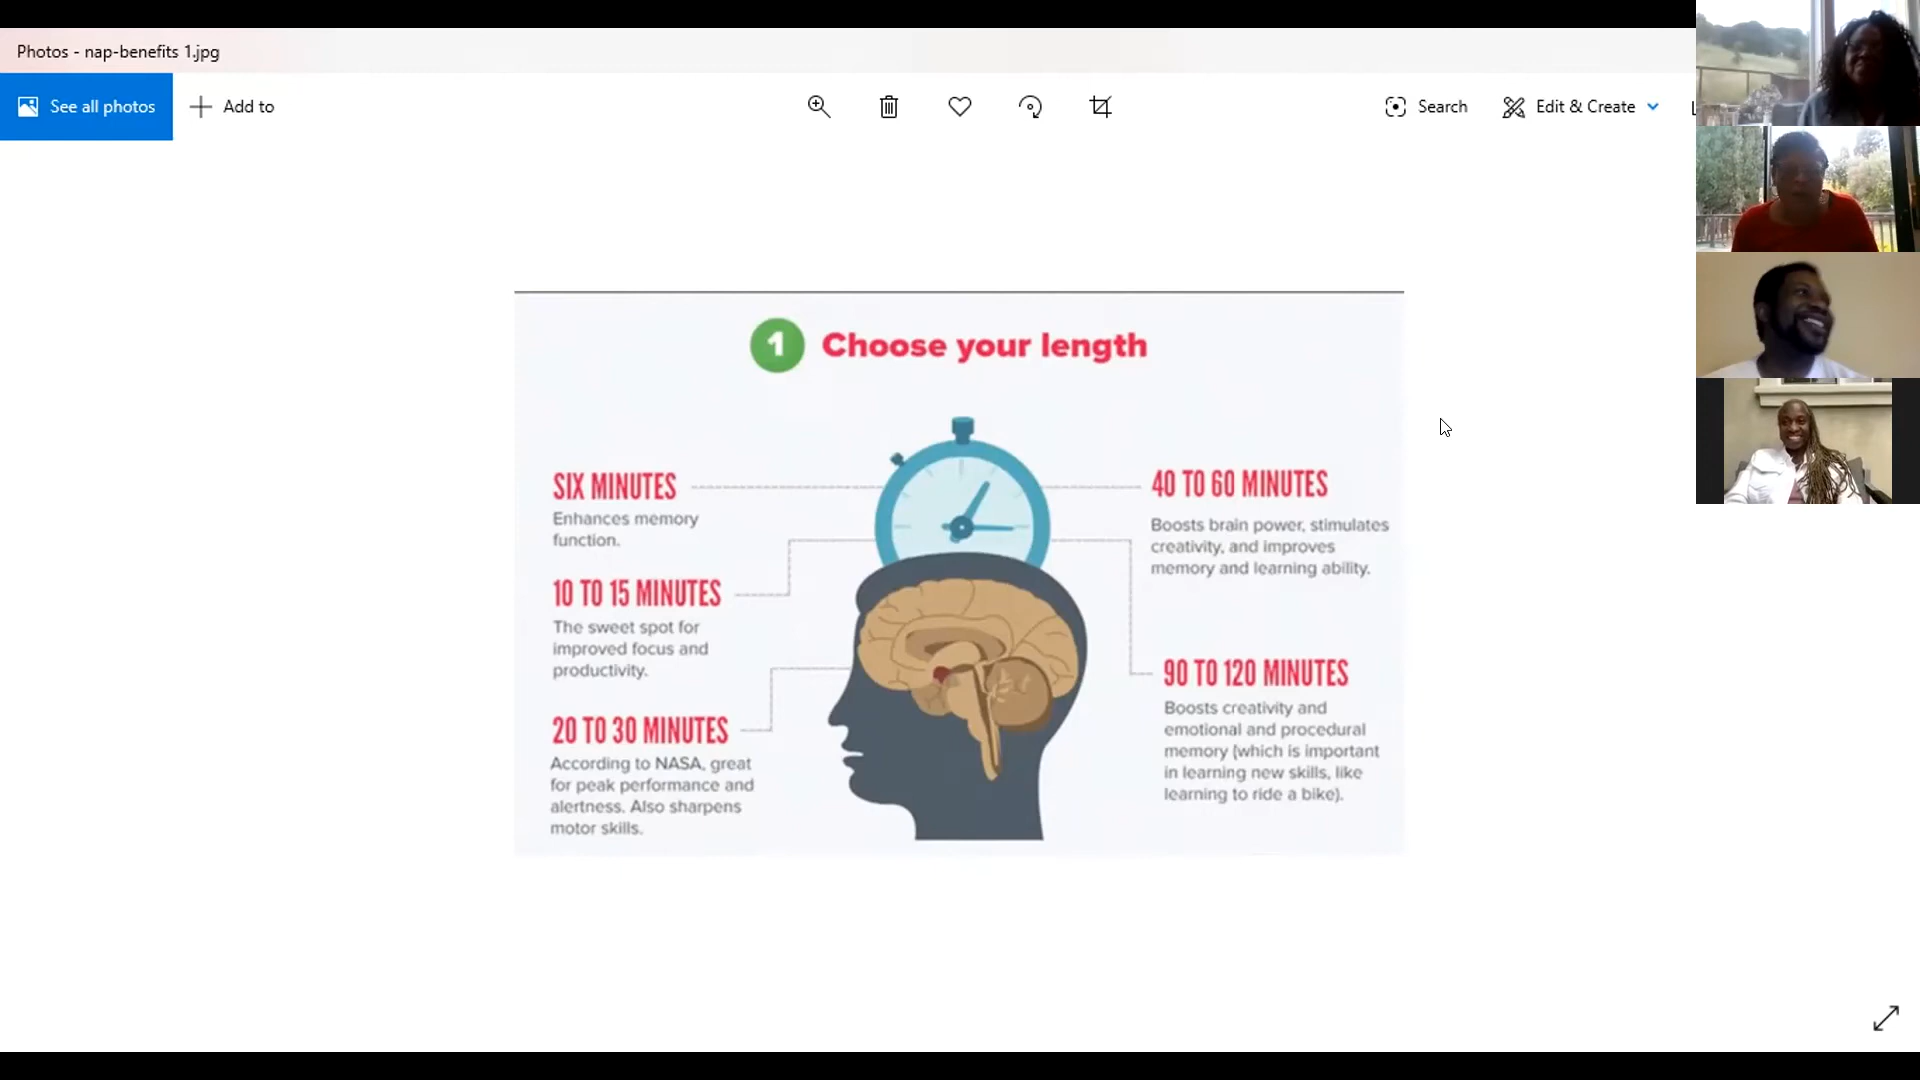 Photos - nap-benefits 1.jpg
See all photos
Add to
Search
Edit & Create
1 Choose your length
SIX MINUTES
Enhances memory
function.
10 TO 15 MINUTES
The sweet spot for
improved focus and
productivity.
20 TO 30 MINUTES
According to NASA, great
for peak performance and
alertness. Also sharpens
motor skills.
40 TO 60 MINUTES
Boosts brain power, stimulates
creativity, and improves
memory and learning ability.
90 TO 120 MINUTES
Boosts creativity and
emotional and procedural
memory (which is important
in learning new skills, like
learning to ride a bike).